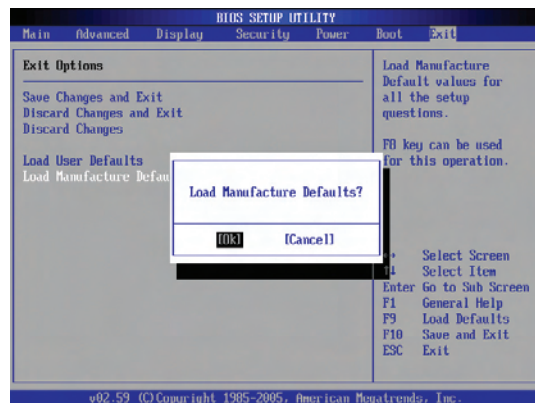 BIOS SETUP UTILITY
Main Advanced Display Security Power Boot Exit
Exit Options
Save Changes and Exit
Discard Changes and Exit
Discard Changes
Load User Defaults
Load Manufacture Defau
Load Manufacture Defaults?
[Ok] [Cancel]
Load Manufacture
Default values for
all the setup
questions.
F8 key can be used
for this operation.
Select Screen
↑↓ Select Item
Enter Go to Sub Screen
F1 General Help
F9 Load Defaults
F10 Save and Exit
ESC Exit
v02.59 (C)Copyright 1985-2005, American Megatrends, Inc.